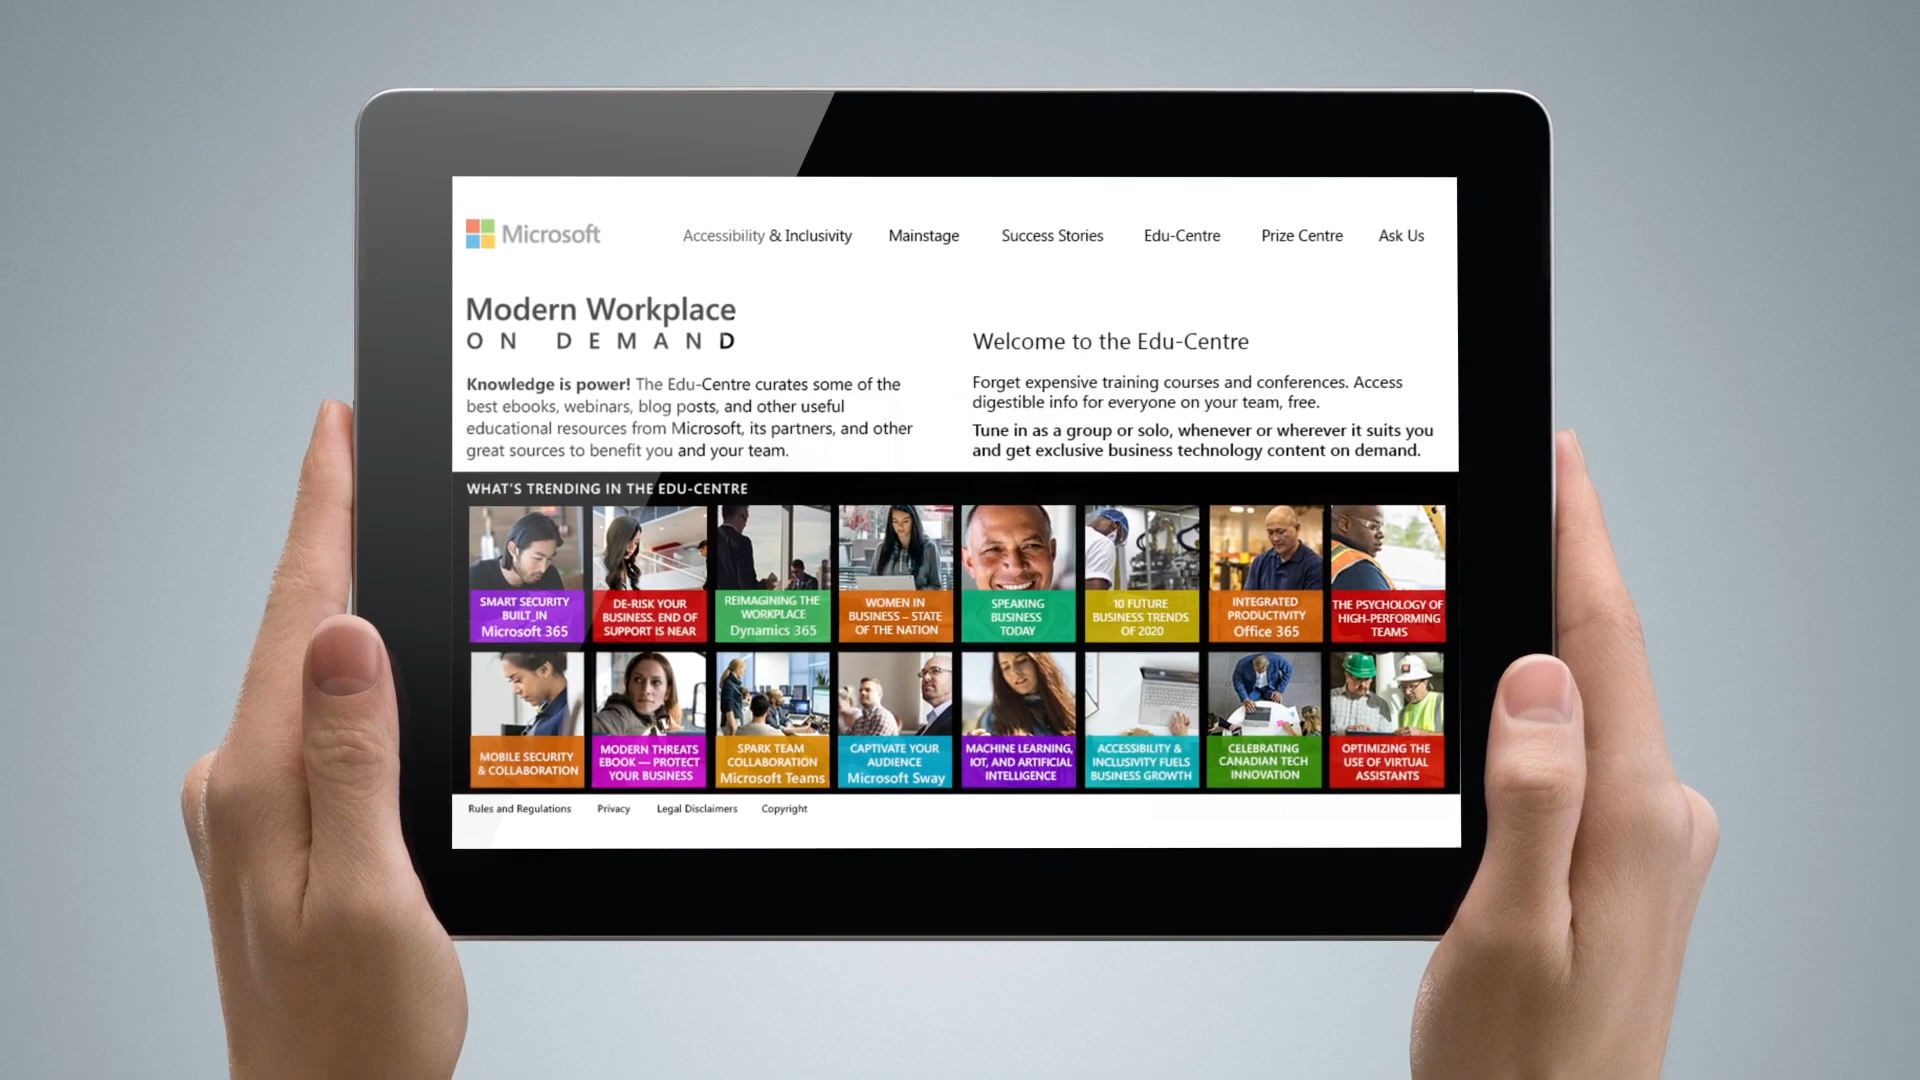 Microsoft
Accessibility & Inclusivity
Mainstage
Success Stories
Edu-Centre
Prize Centre
Ask Us
Modern Workplace
ON DEMAND
Knowledge is power! The Edu-Centre curates some of the
best ebooks, webinars, blog posts, and other useful
educational resources from Microsoft, its partners, and other
great sources to benefit you and your team.
Welcome to the Edu-Centre
Forget expensive training courses and conferences. Access
digestible info for everyone on your team, free.
Tune in as a group or solo, whenever or wherever it suits you
and get exclusive business technology content on demand.
WHAT'S TRENDING IN THE EDU-CENTRE
SMART SECURITY
BUILT_IN
Microsoft 365
DE-RISK YOUR
BUSINESS. END OF
SUPPORT IS NEAR
REIMAGINING THE
WORKPLACE
Dynamics 365
WOMEN IN
BUSINESS – STATE
OF THE NATION
SPEAKING
BUSINESS
TODAY
10 FUTURE
BUSINESS TRENDS
OF 2020
INTEGRATED
PRODUCTIVITY
Office 365
THE PSYCHOLOGY OF
HIGH-PERFORMING
TEAMS
MOBILE SECURITY
& COLLABORATION
MODERN THREATS
EBOOK — PROTECT
YOUR BUSINESS
SPARK TEAM
COLLABORATION
Microsoft Teams
CAPTIVATE YOUR
AUDIENCE
Microsoft Sway
MACHINE LEARNING,
IOT, AND ARTIFICIAL
INTELLIGENCE
ACCESSIBILITY &
INCLUSIVITY FUELS
BUSINESS GROWTH
CELEBRATING
CANADIAN TECH
INNOVATION
OPTIMIZING THE
USE OF VIRTUAL
ASSISTANTS
Rules and Regulations
Privacy
Legal Disclaimers
Copyright